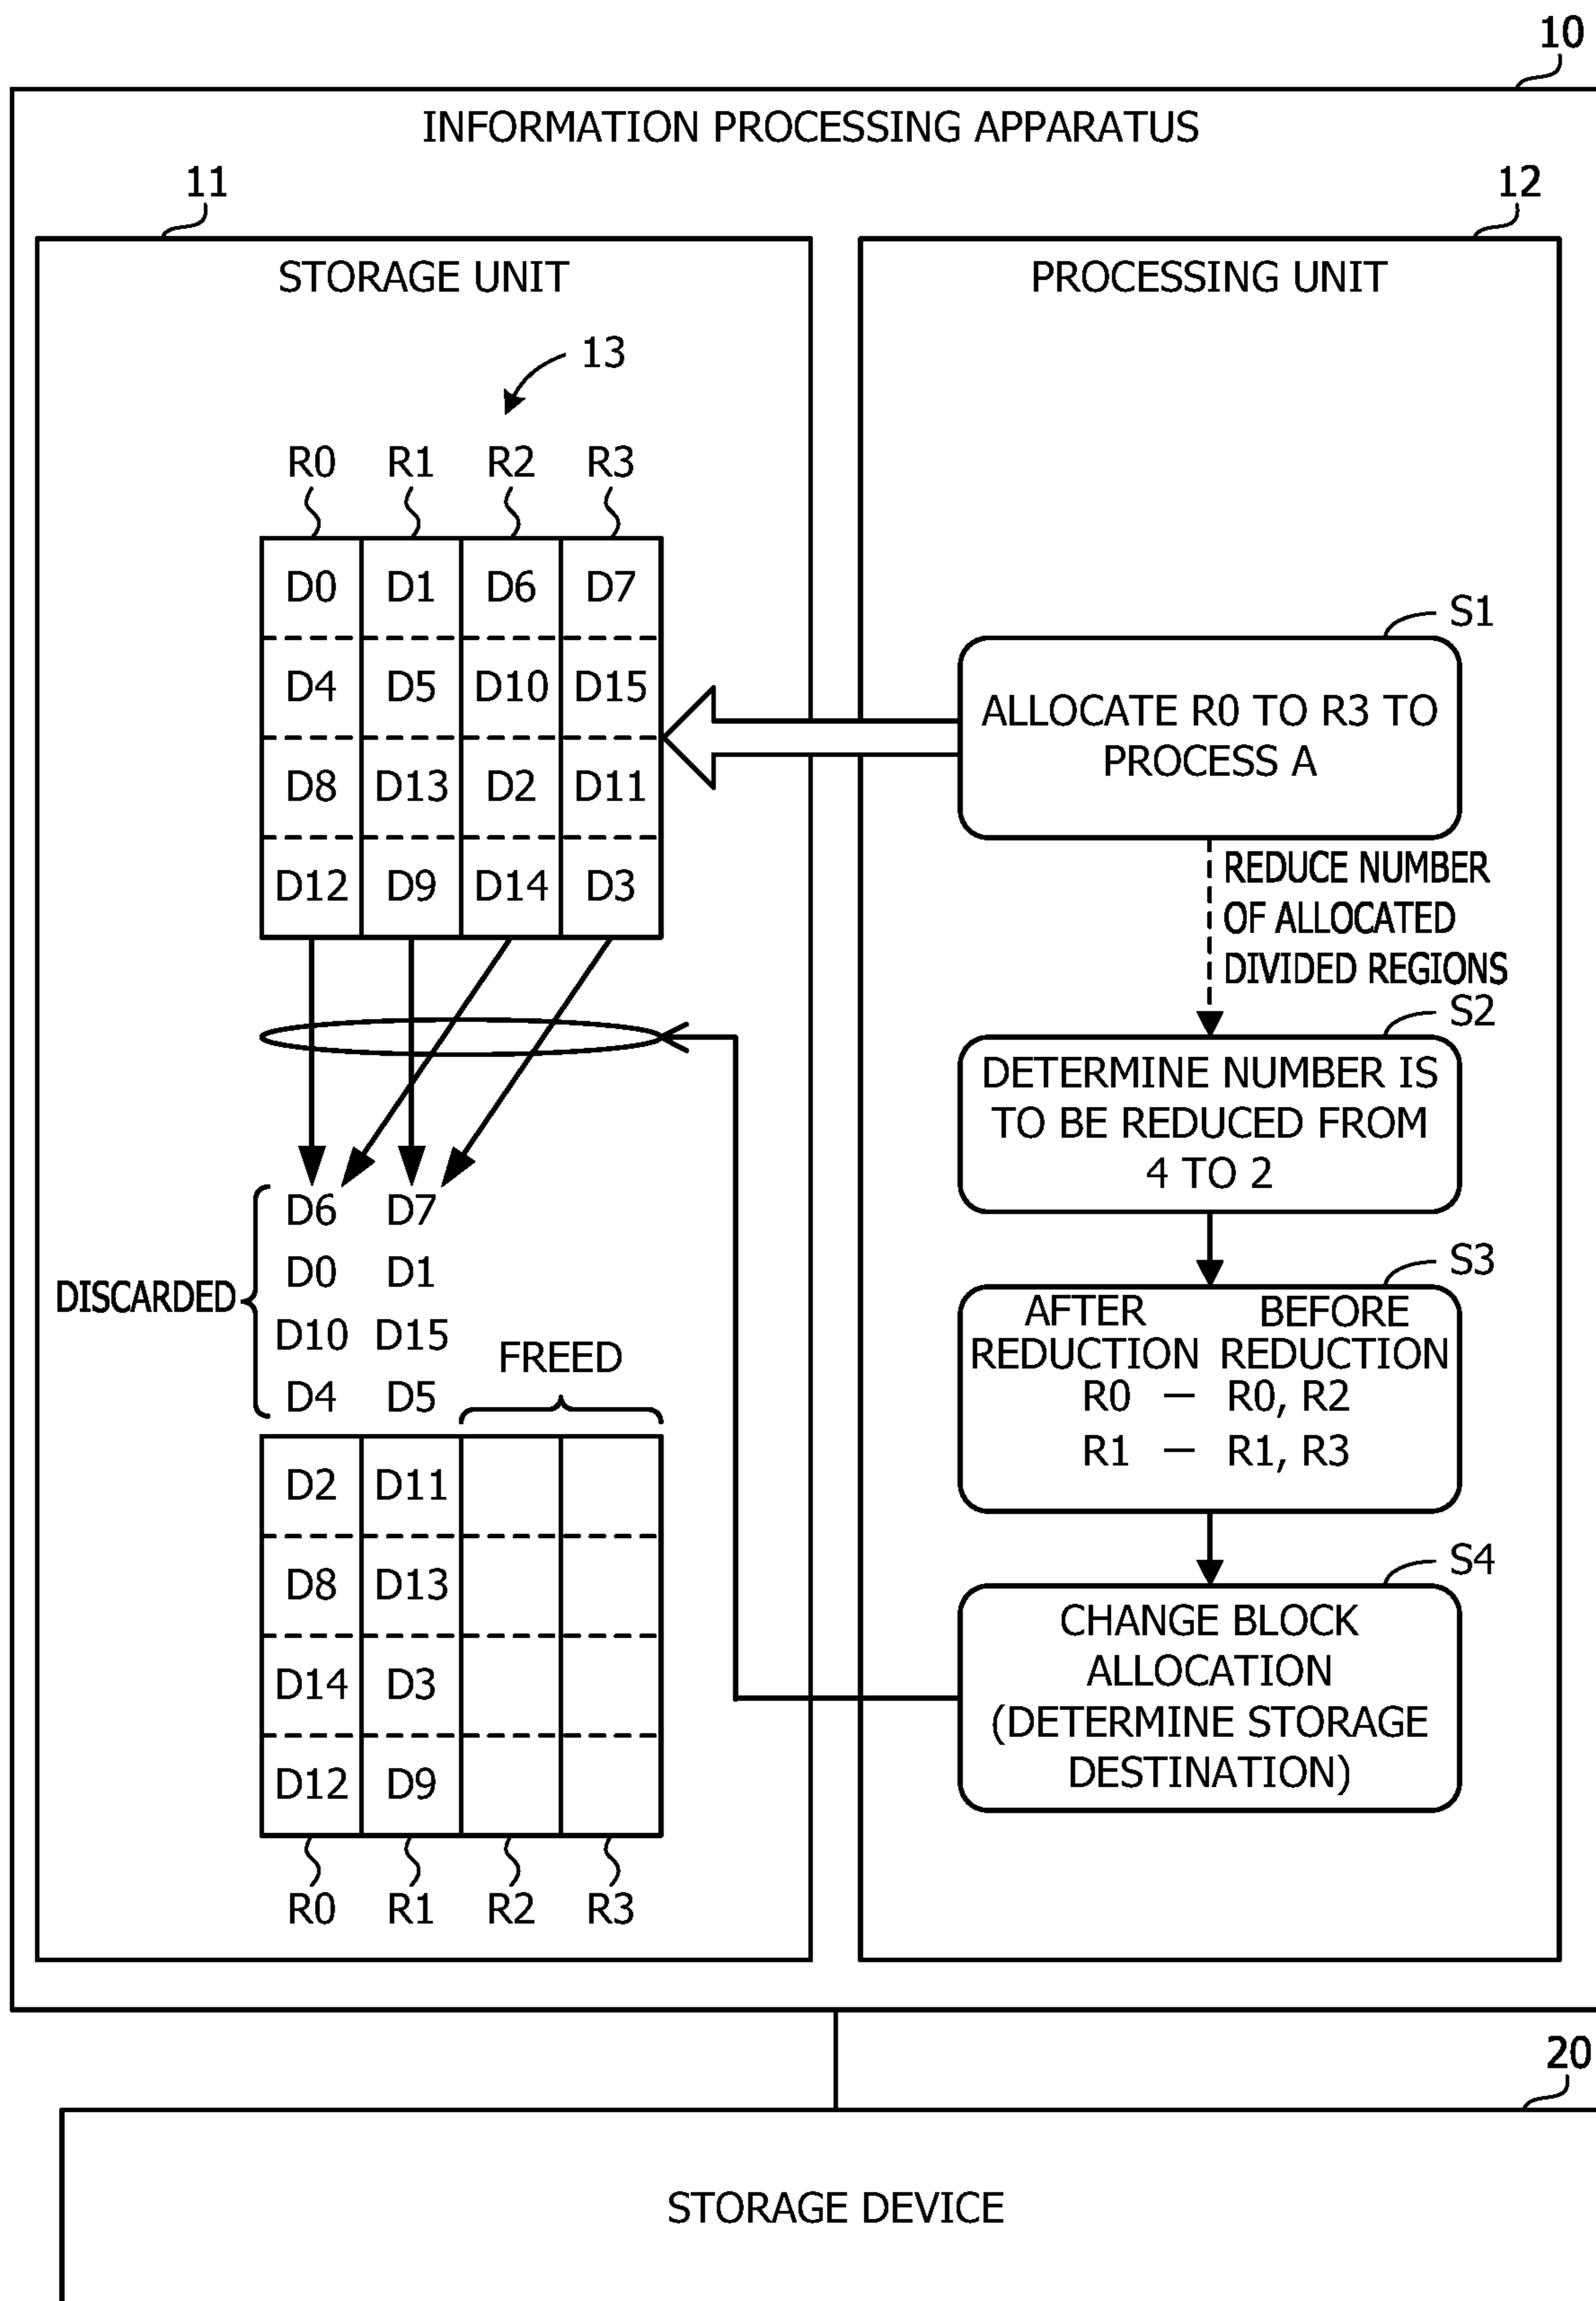 10
INFORMATION PROCESSING APPARATUS
11
12
STORAGE UNIT
PROCESSING UNIT
13
R0 R1 R2 R3
D0 D1 D6 D7
D4 D5 D10 D15
D8 D13 D2 D11
D12 D9 D14 D3
S1
ALLOCATE R0 TO R3 TO
PROCESS A
REDUCE NUMBER
OF ALLOCATED
DIVIDED REGIONS
S2
DETERMINE NUMBER IS
TO BE REDUCED FROM
4 TO 2
D6 D7
D0 D1
DISCARDED
D10 D15
D4 D5
FREED
S3
AFTER BEFORE
REDUCTION REDUCTION
R0 — R0, R2
R1 — R1, R3
D2 D11
D8 D13
D14 D3
D12 D9
R0 R1 R2 R3
S4
CHANGE BLOCK
ALLOCATION
(DETERMINE STORAGE
DESTINATION)
20
STORAGE DEVICE